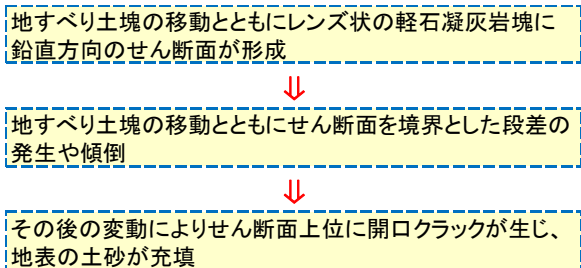 地すべり土塊の移動とともにレンズ状の軽石凝灰岩塊に
鉛直方向のせん断面が形成
⇓
地すべり土塊の移動とともにせん断面を境界とした段差の
発生や傾倒
⇓
その後の変動によりせん断面上位に開口クラックが生じ、
地表の土砂が充填